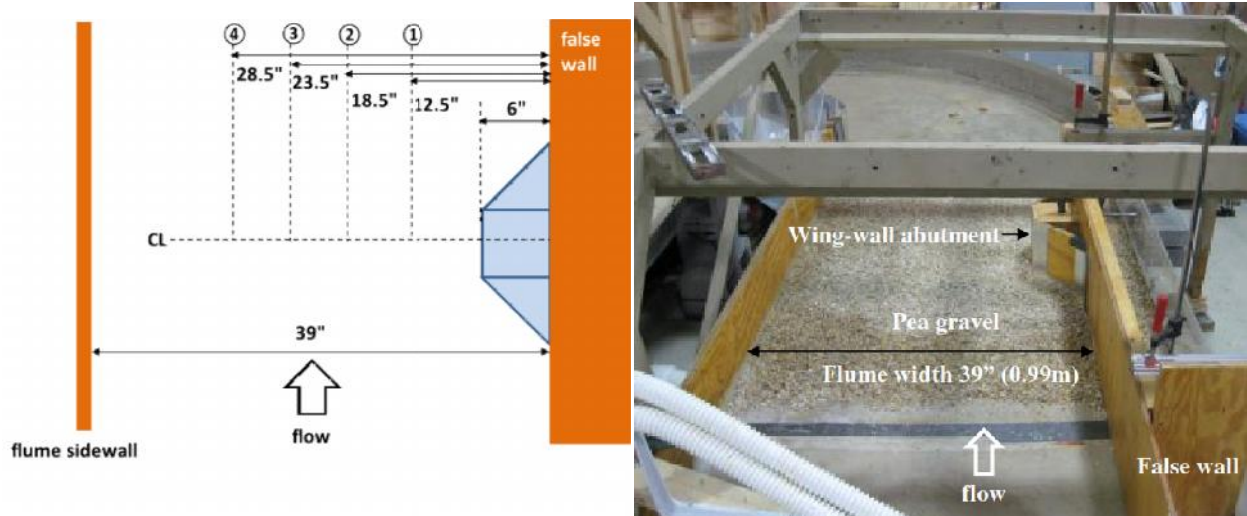 ④ ③ ② ①
false
wall
28.5"
23.5"
18.5"
12.5"
6"
CL
39"
flow
flume sidewall
Wing-wall abutment
Pea gravel
Flume width 39” (0.99m)
False wall
flow